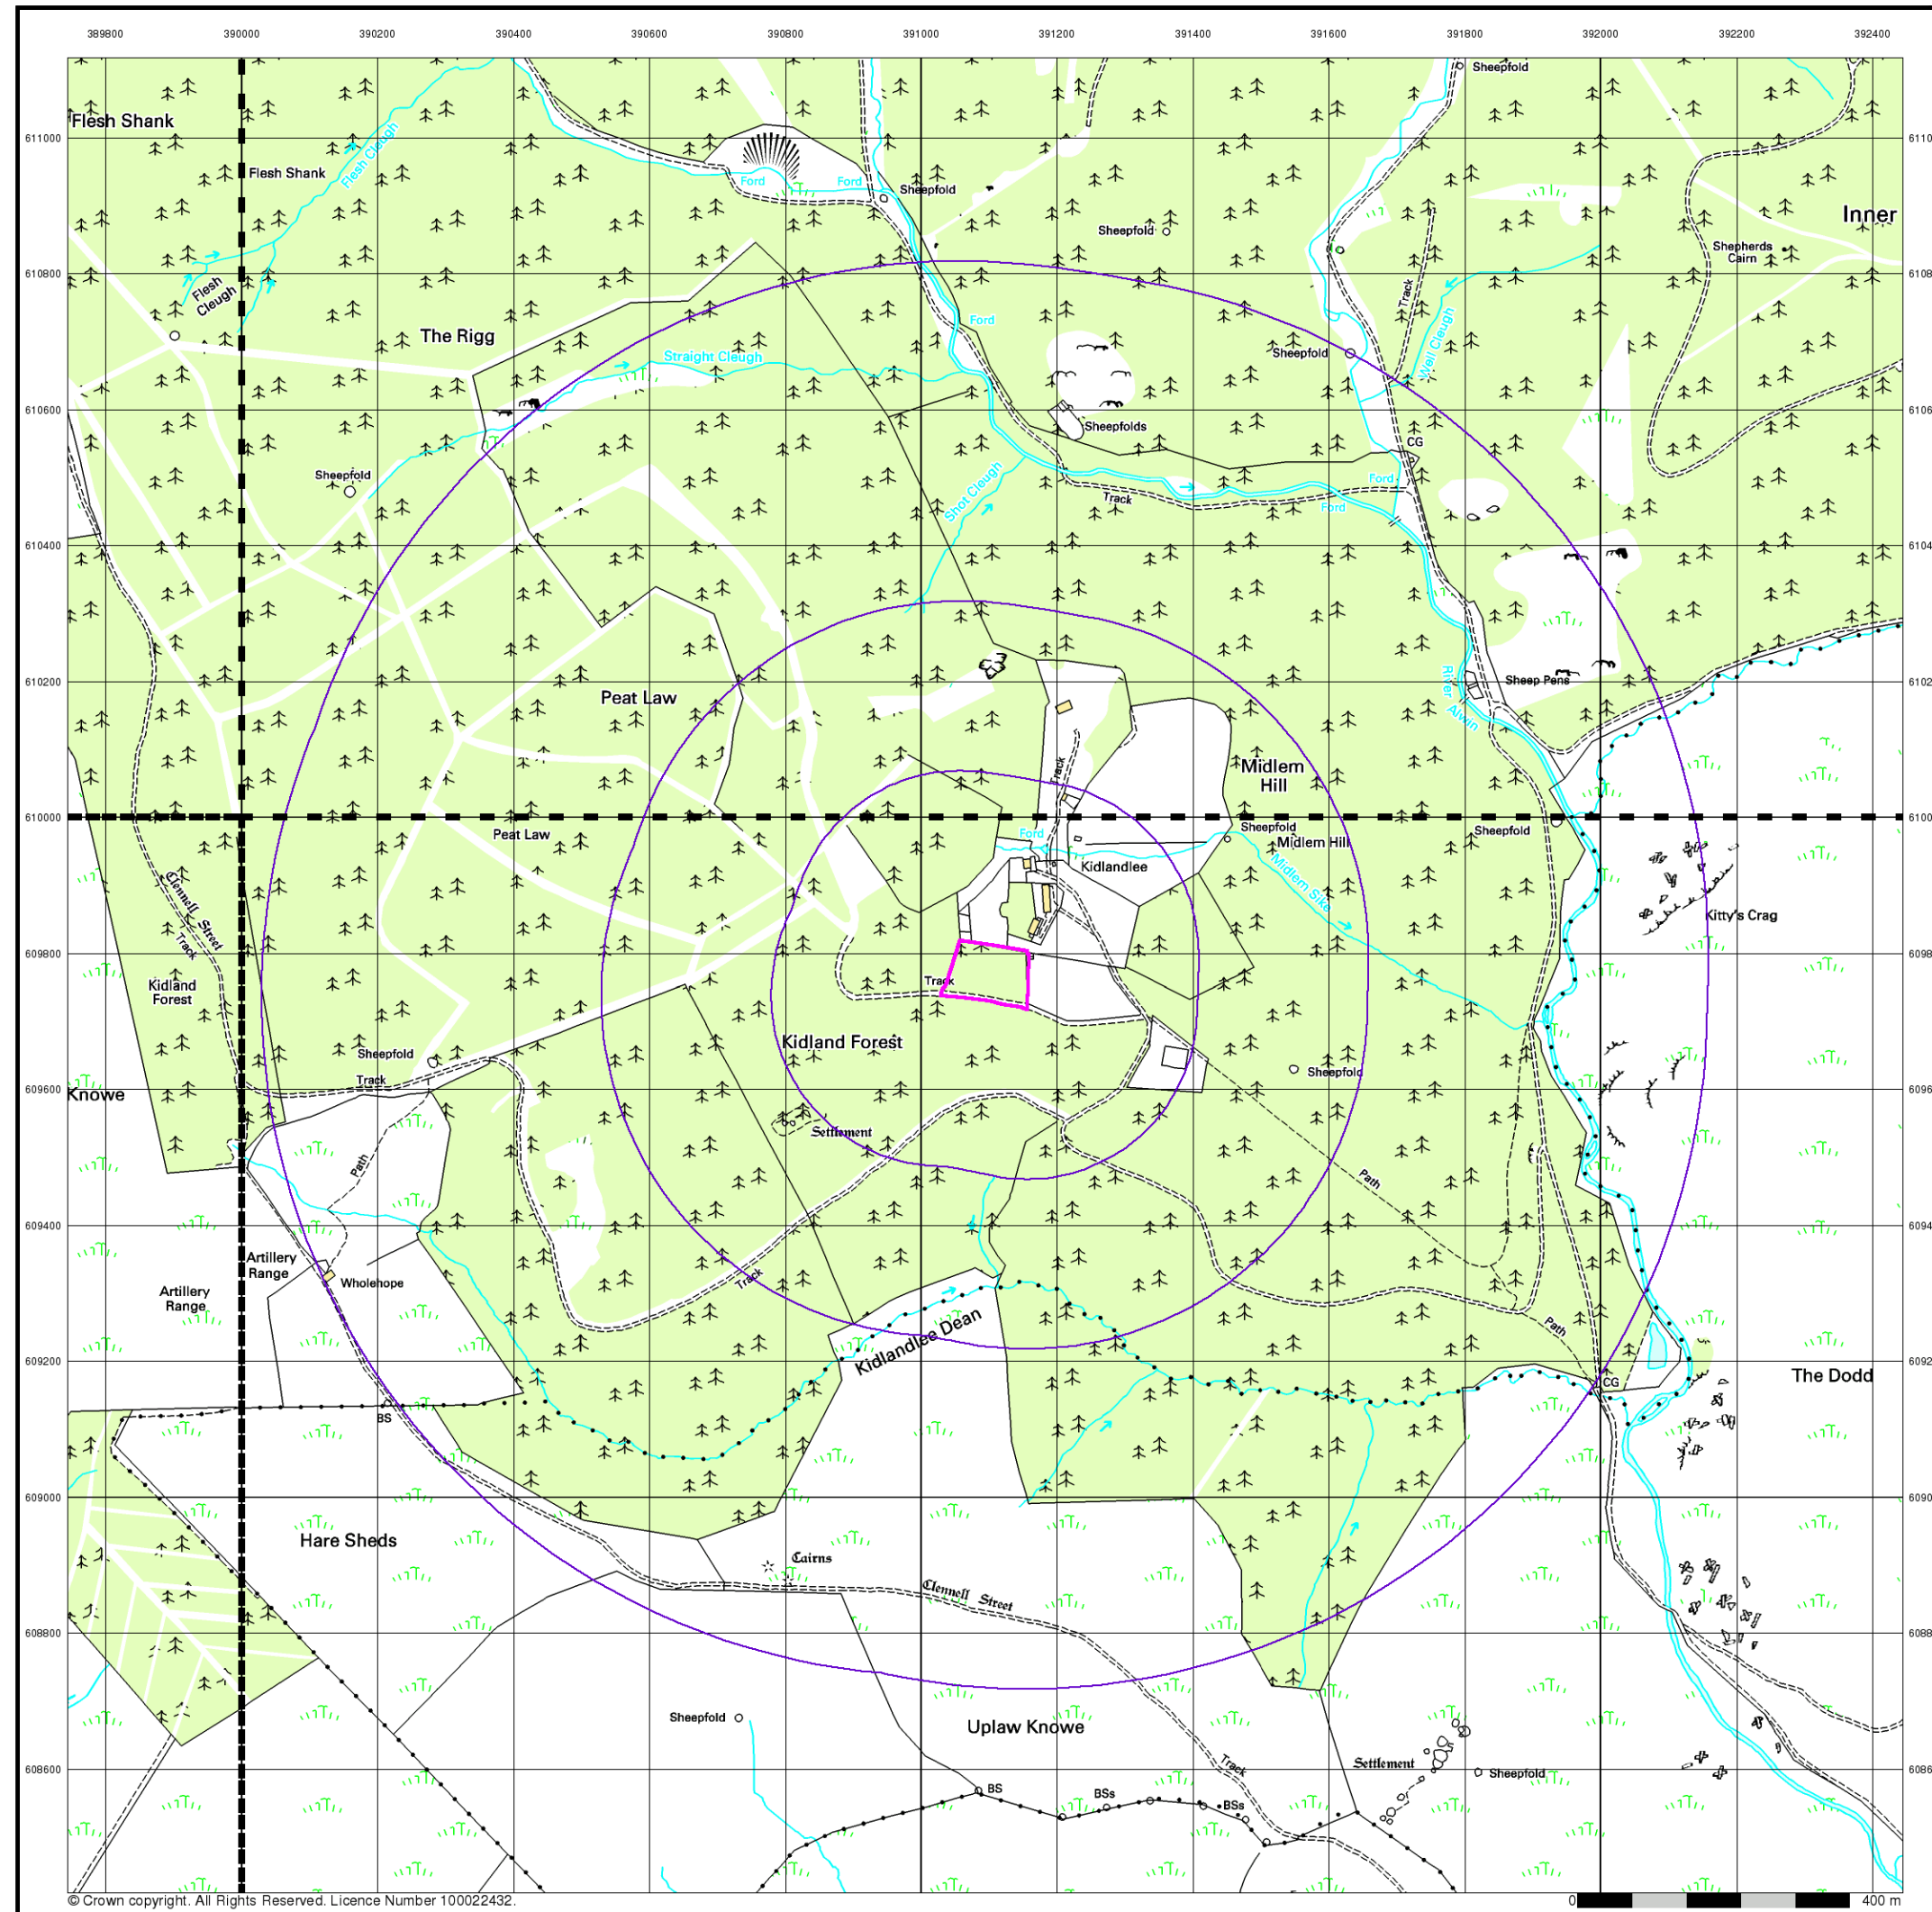 389800 390000 390200 390400 390600 390800 391000 391200 391400 391600 391800 392000 392200 392400
Sheepfold
Flesh Shank
611000
Flesh Cleugh
Flesh Shank
Ford
Ford
Sheepfold
Inner
Sheepfold
Shepherds
Cairn
610800
Flesh
Cleugh
Track
Ford
The Rigg
Straight Cleugh
Sheepfold
Well Cleugh
610600
Sheepfolds
CG
Sheepfold
Shot Cleugh
Track
Ford
Ford
610400
610200
Peat Law
River Alwin
Sheep Pens
Track
Midlem
Hill
610000
Peat Law
Ford
Sheepfold
Midlem Hill
Sheepfold
Kidlandlee
Midlem Sike
Clennell Street
Track
Kitty's Crag
609800
Kidland
Forest
Track
Kidland Forest
Sheepfold
Sheepfold
Track
609600
Knowe
Settlement
Path
Path
609400
Artillery
Range
Artillery
Range
Wholehope
Track
Kidlandlee Dean
Path
609200
The Dodd
CG
BS
609000
Hare Sheds
Cairns
Clennell Street
608800
Sheepfold
Uplaw Knowe
Track
Settlement
Sheepfold
608600
BS
BSs
BSs
© Crown copyright. All Rights Reserved. Licence Number 100022432.
0 400 m